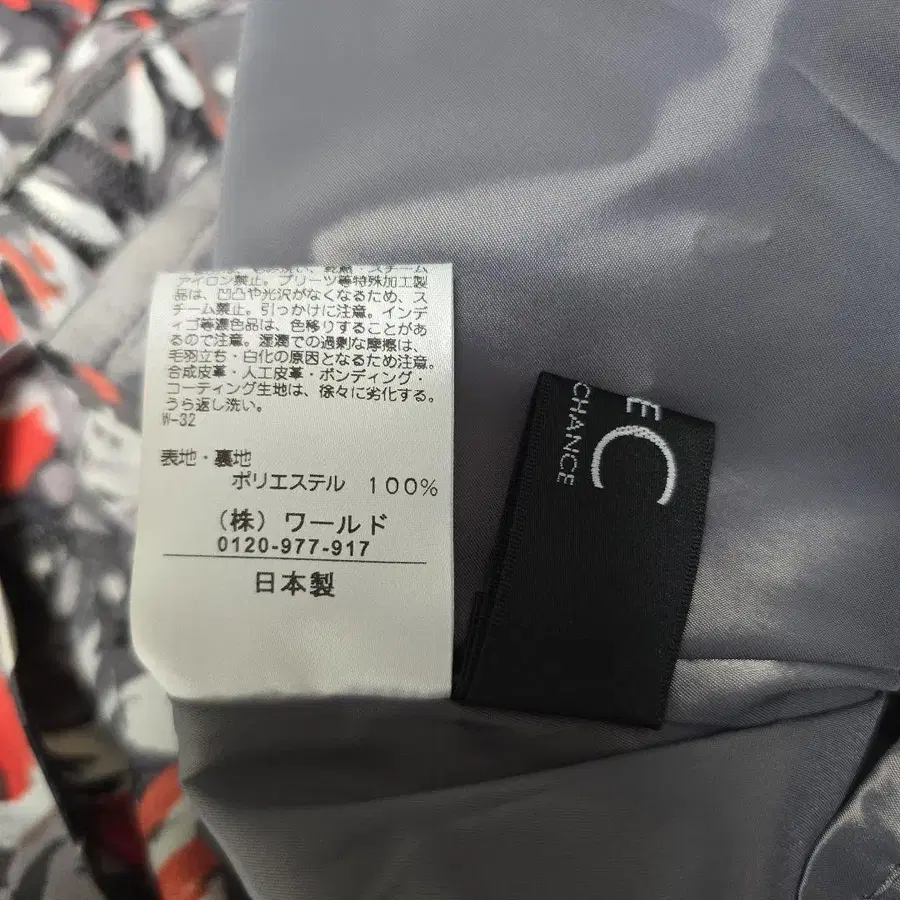 アイロン禁止。プリーツ等特殊加工製
品は、凹凸や光沢がなくなるため、ス
チーム禁止。引っかけに注意。インデ
ィゴ等濃色品は、色移りすることがあ
るので注意。湿潤での過剰な摩擦は、
毛羽立ち・白化の原因となるため注意。
合成皮革・人工皮革・ボンディング・
コーティング生地は、徐々に劣化する。
うら返し洗い。
W-32
表地・裏地
ポリエステル 100%
(株) ワールド
0120-977-917
日本製
E C
CHANCE